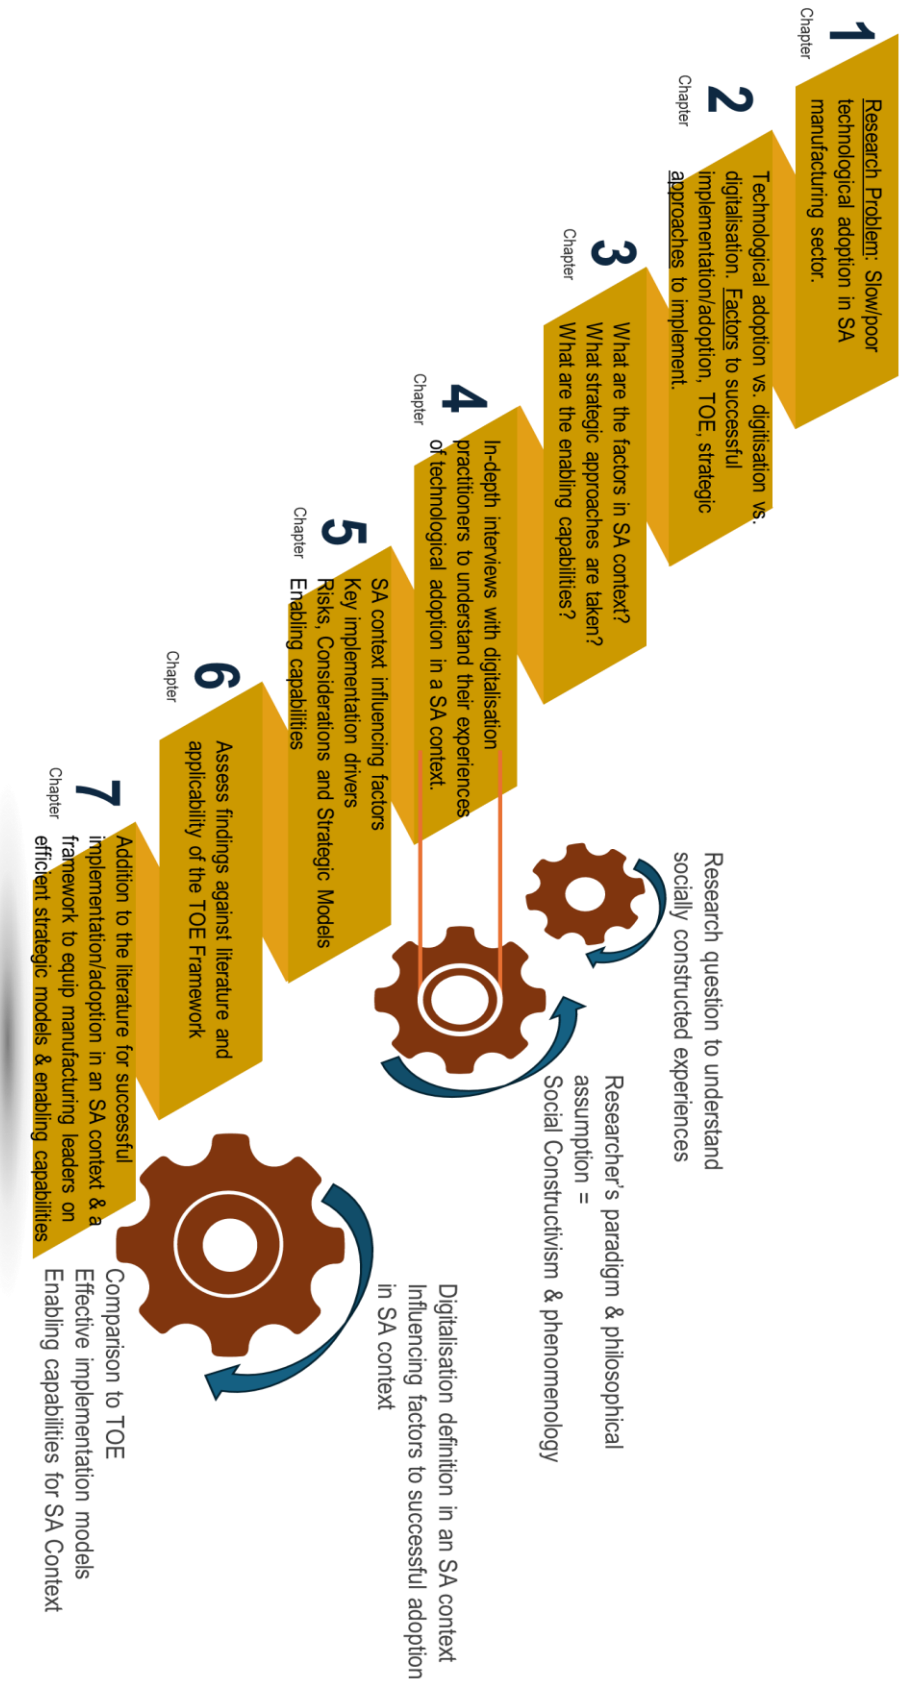 1
Chapter
Research Problem: Slow/poor
technological adoption in SA
manufacturing sector.
2
Chapter
Technological adoption vs. digitisation vs.
digitalisation. Factors to successful
implementation/adoption, TOE, strategic
approaches to implement.
3
Chapter
What are the factors in SA context?
What strategic approaches are taken?
What are the enabling capabilities?
4
Chapter
In-depth interviews with digitalisation
practitioners to understand their experiences
of technological adoption in a SA context.
5
Chapter
SA context influencing factors
Key implementation drivers
Risks, Considerations and Strategic Models
Enabling capabilities
6
Chapter
Assess findings against literature and
applicability of the TOE Framework
7
Chapter
Addition to the literature for successful
implementation/adoption in an SA context & a
framework to equip manufacturing leaders on
efficient strategic models & enabling capabilities
Research question to understand
socially constructed experiences
Researcher's paradigm & philosophical
assumption =
Social Constructivism & phenomenology
Digitalisation definition in an SA context
Influencing factors to successful adoption
in SA context
Comparison to TOE
Effective implementation models
Enabling capabilities for SA Context